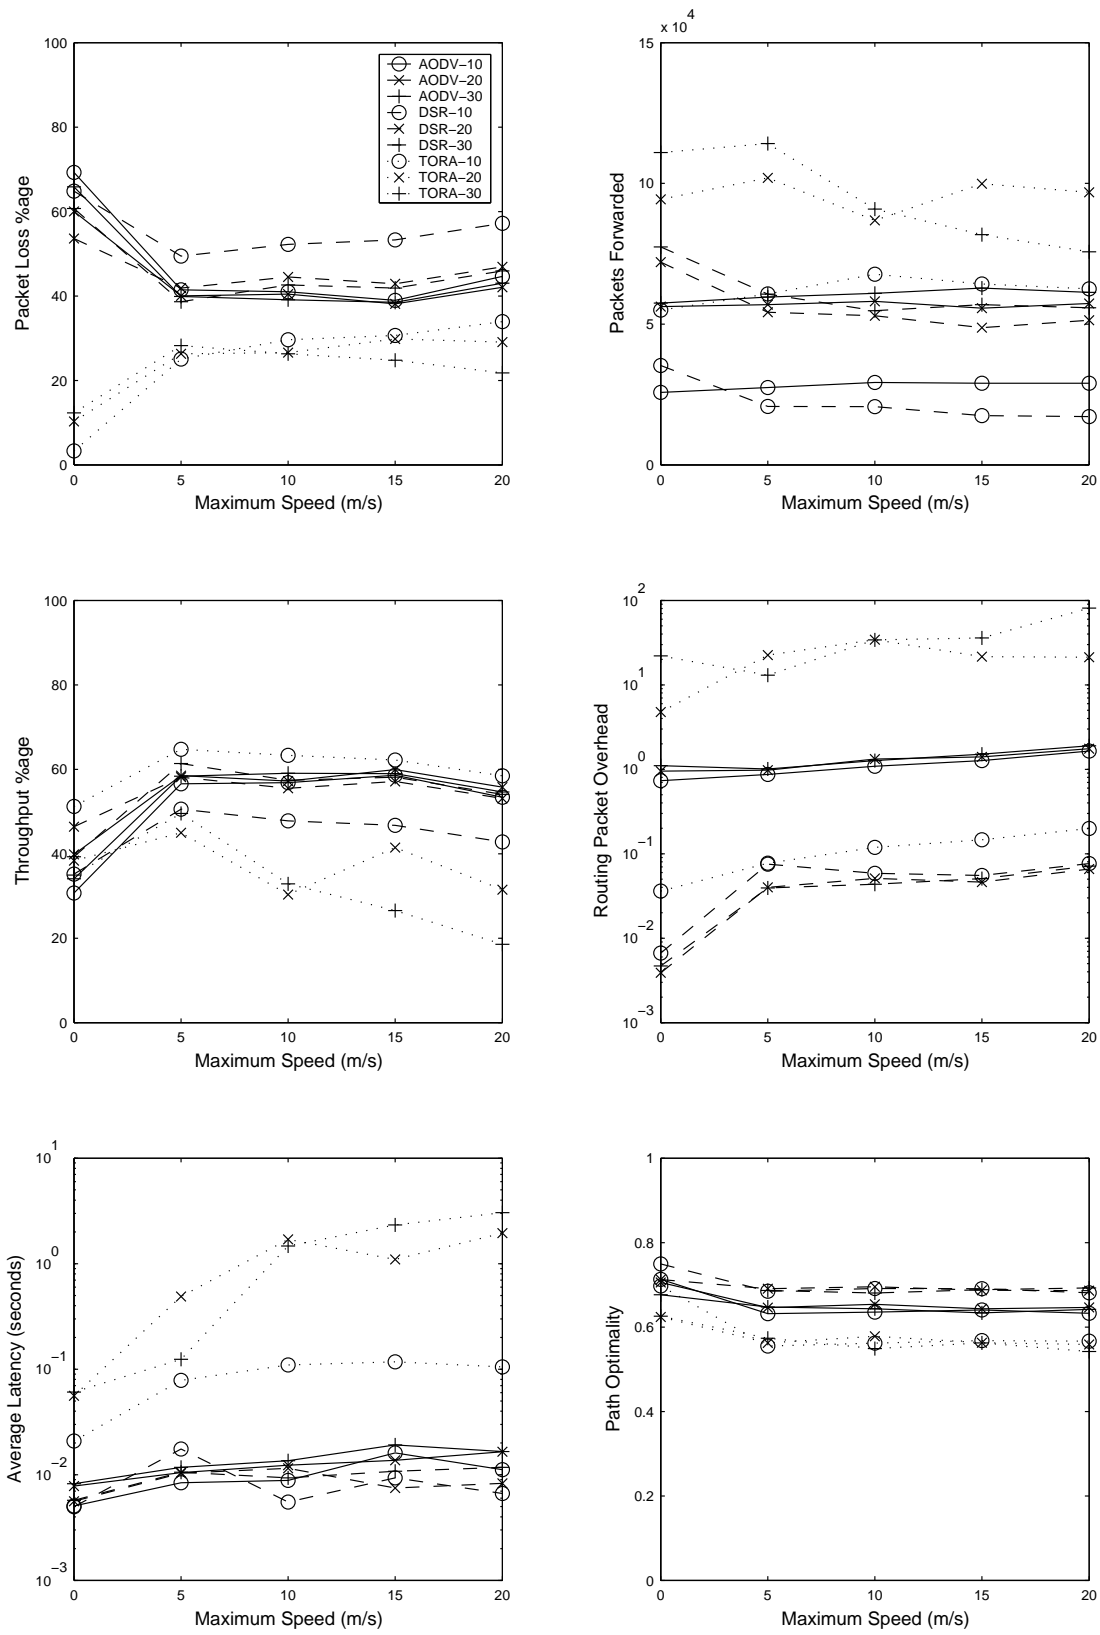 100
80
60
40
20
0
Packet Loss %age
AODV−10
AODV−20
AODV−30
DSR−10
DSR−20
DSR−30
TORA−10
TORA−20
TORA−30
0 5 10 15 20
Maximum Speed (m/s)
x 10^4
15
10
5
0
Packets Forwarded
0 5 10 15 20
Maximum Speed (m/s)
100
80
60
40
20
0
Throughput %age
0 5 10 15 20
Maximum Speed (m/s)
10^2
10^1
10^0
10^−1
10^−2
10^−3
Routing Packet Overhead
0 5 10 15 20
Maximum Speed (m/s)
10^1
10^0
10^−1
10^−2
10^−3
Average Latency (seconds)
0 5 10 15 20
Maximum Speed (m/s)
1
0.8
0.6
0.4
0.2
0
Path Optimality
0 5 10 15 20
Maximum Speed (m/s)